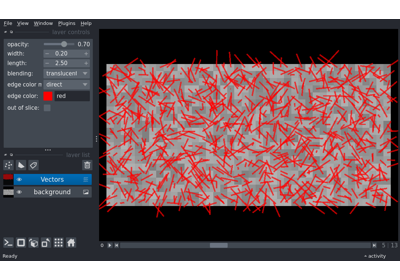 File View Window Plugins Help
layer controls
opacity: 0.70
width: 0.20
length: 2.50
blending: translucent
edge color m direct
edge color: red
out of slice:
layer list
Vectors
background
0 5 13
Ready activity